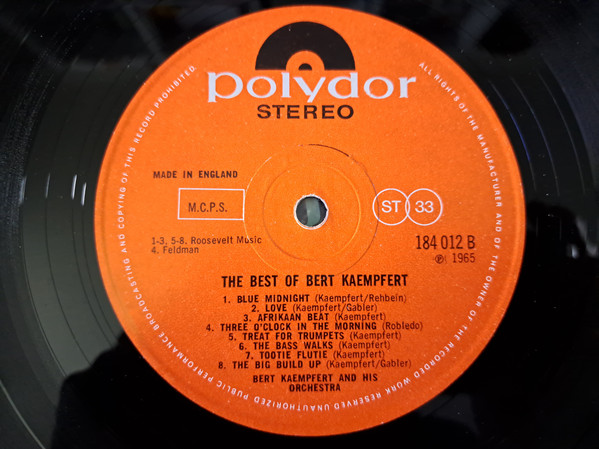 polydor
STEREO
MADE IN ENGLAND
M.C.P.S.
ST 33
1-3, 5-8. Roosevelt Music
4. Feldman
184 012 B
℗ 1965
THE BEST OF BERT KAEMPFERT
1. BLUE MIDNIGHT (Kaempfert/Rehbein)
2. LOVE (Kaempfert/Gabler)
3. AFRIKAAN BEAT (Kaempfert)
4. THREE O'CLOCK IN THE MORNING (Robledo)
5. TREAT FOR TRUMPETS (Kaempfert)
6. THE BASS WALKS (Kaempfert)
7. TOOTIE FLUTIE (Kaempfert)
8. THE BIG BUILD UP (Kaempfert/Gabler)
BERT KAEMPFERT AND HIS
ORCHESTRA
ALL RIGHTS OF THE MANUFACTURER AND OF THE OWNER OF THE RECORDED WORK RESERVED UNAUTHORIZED PUBLIC PERFORMANCE BROADCASTING AND COPYING OF THIS RECORD PROHIBITED.